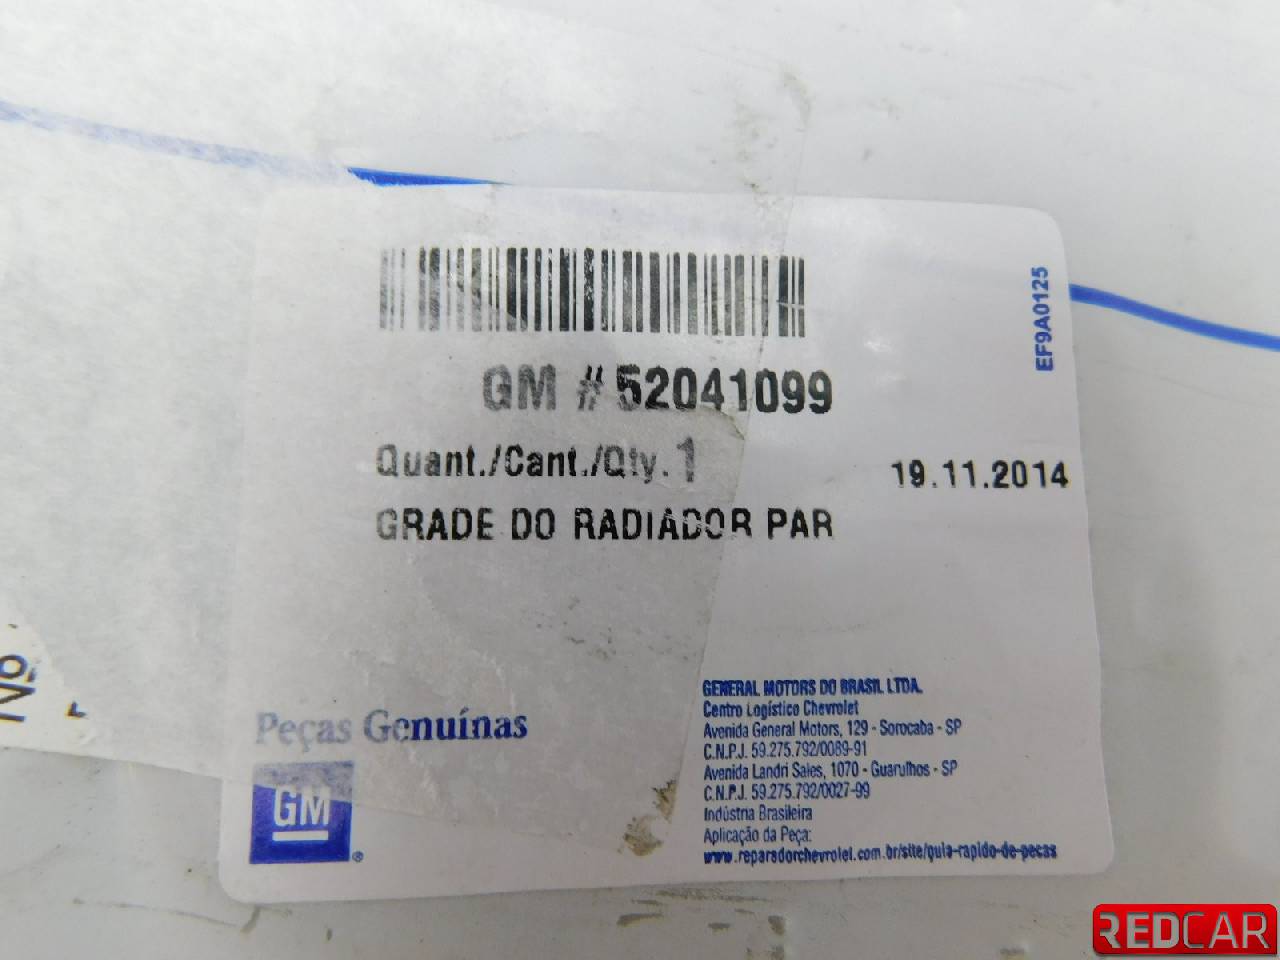 EF9A0125
GM # 52041099
Quant./Cant./Qty. 1
19.11.2014
GRADE DO RADIADOR PAR
Nº
Peças Genuínas
GM
GENERAL MOTORS DO BRASIL LTDA.
Centro Logístico Chevrolet
Avenida General Motors, 129 - Sorocaba - SP
C.N.P.J. 59.275.792/0089-91
Avenida Landri Sales, 1070 - Guarulhos - SP
C.N.P.J. 59.275.792/0027-99
Indústria Brasileira
Aplicação da Peça:
www.reparadorchevrolet.com.br/site/guia-rapido-de-pecas
REDCAR